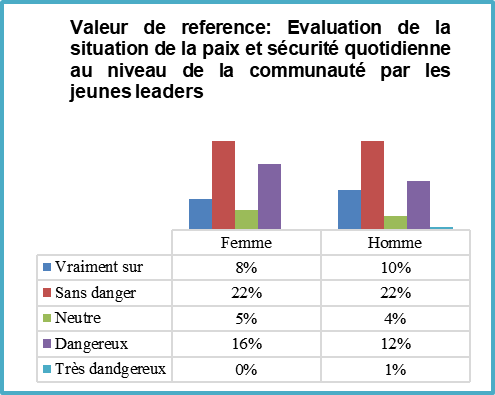 Valeur de reference: Evaluation de la
situation de la paix et sécurité quotidienne
au niveau de la communauté par les
jeunes leaders
Femme Homme
Vraiment sur 8% 10%
Sans danger 22% 22%
Neutre 5% 4%
Dangereux 16% 12%
Très dandgereux 0% 1%